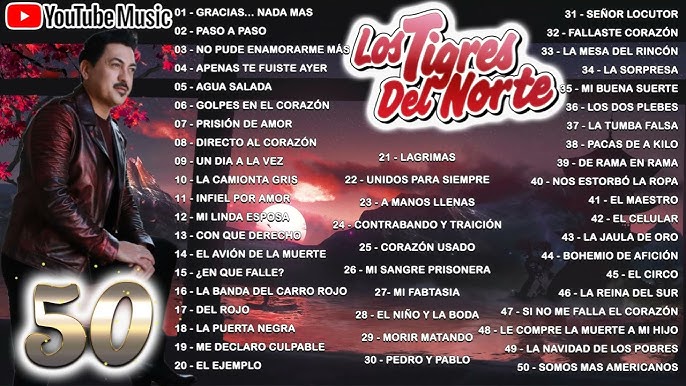 YouTube Music
01 - GRACIAS... NADA MAS
02 - PASO A PASO
03 - NO PUDE ENAMORARME MÁS
04 - APENAS TE FUISTE AYER
05 - AGUA SALADA
06 - GOLPES EN EL CORAZÓN
07 - PRISIÓN DE AMOR
08 - DIRECTO AL CORAZÓN
09 - UN DIA A LA VEZ
10 - LA CAMIONTA GRIS
11 - INFIEL POR AMOR
12 - MI LINDA ESPOSA
13 - CON QUE DERECHO
14 - EL AVIÓN DE LA MUERTE
15 - ¿EN QUE FALLE?
16 - LA BANDA DEL CARRO ROJO
17 - DEL ROJO
18 - LA PUERTA NEGRA
19 - ME DECLARO CULPABLE
20 - EL EJEMPLO
50
Los Tigres
Del Norte
21 - LAGRIMAS
22 - UNIDOS PARA SIEMPRE
23 - A MANOS LLENAS
24 - CONTRABANDO Y TRAICIÓN
25 - CORAZÓN USADO
26 - MI SANGRE PRISONERA
27 - MI FABTASIA
28 - EL NIÑO Y LA BODA
29 - MORIR MATANDO
30 - PEDRO Y PABLO
31 - SEÑOR LOCUTOR
32 - FALLASTE CORAZÓN
33 - LA MESA DEL RINCÓN
34 - LA SORPRESA
35 - MI BUENA SUERTE
36 - LOS DOS PLEBES
37 - LA TUMBA FALSA
38 - PACAS DE A KILO
39 - DE RAMA EN RAMA
40 - NOS ESTORBÓ LA ROPA
41 - EL MAESTRO
42 - EL CELULAR
43 - LA JAULA DE ORO
44 - BOHEMIO DE AFICIÓN
45 - EL CIRCO
46 - LA REINA DEL SUR
47 - SI NO ME FALLA EL CORAZÓN
48 - LE COMPRE LA MUERTE A MI HIJO
49 - LA NAVIDAD DE LOS POBRES
50 - SOMOS MAS AMERICANOS